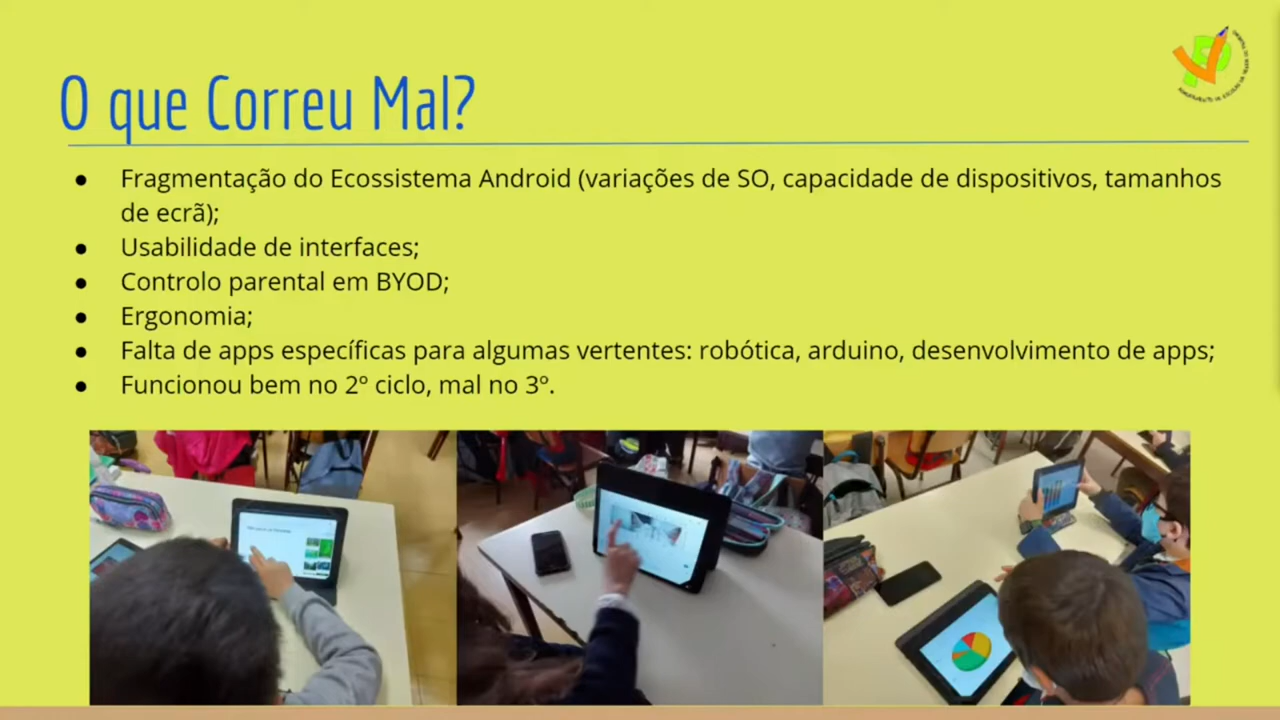 O que Correu Mal?
● Fragmentação do Ecossistema Android (variações de SO, capacidade de dispositivos, tamanhos
de ecrã);
● Usabilidade de interfaces;
● Controlo parental em BYOD;
● Ergonomia;
● Falta de apps específicas para algumas vertentes: robótica, arduino, desenvolvimento de apps;
● Funcionou bem no 2º ciclo, mal no 3º.